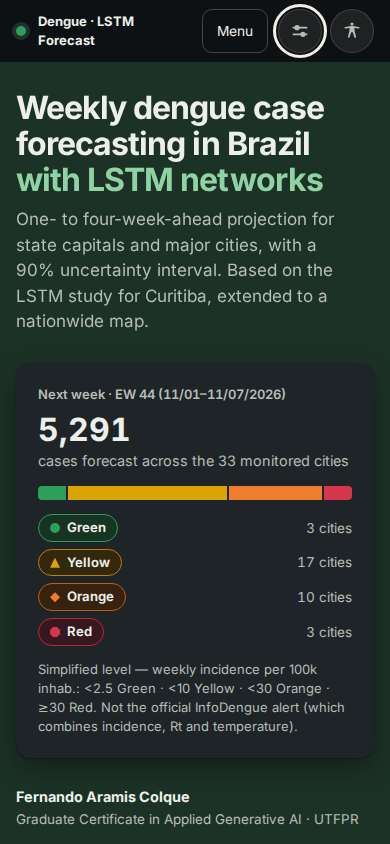 Dengue · LSTM
Forecast
Menu
Weekly dengue case
forecasting in Brazil
with LSTM networks
One- to four-week-ahead projection for
state capitals and major cities, with a
90% uncertainty interval. Based on the
LSTM study for Curitiba, extended to a
nationwide map.
Next week · EW 44 (11/01–11/07/2026)
5,291
cases forecast across the 33 monitored cities
Green 3 cities
Yellow 17 cities
Orange 10 cities
Red 3 cities
Simplified level — weekly incidence per 100k
inhab.: <2.5 Green · <10 Yellow · <30 Orange ·
≥30 Red. Not the official InfoDengue alert (which
combines incidence, Rt and temperature).
Fernando Aramis Colque
Graduate Certificate in Applied Generative AI · UTFPR